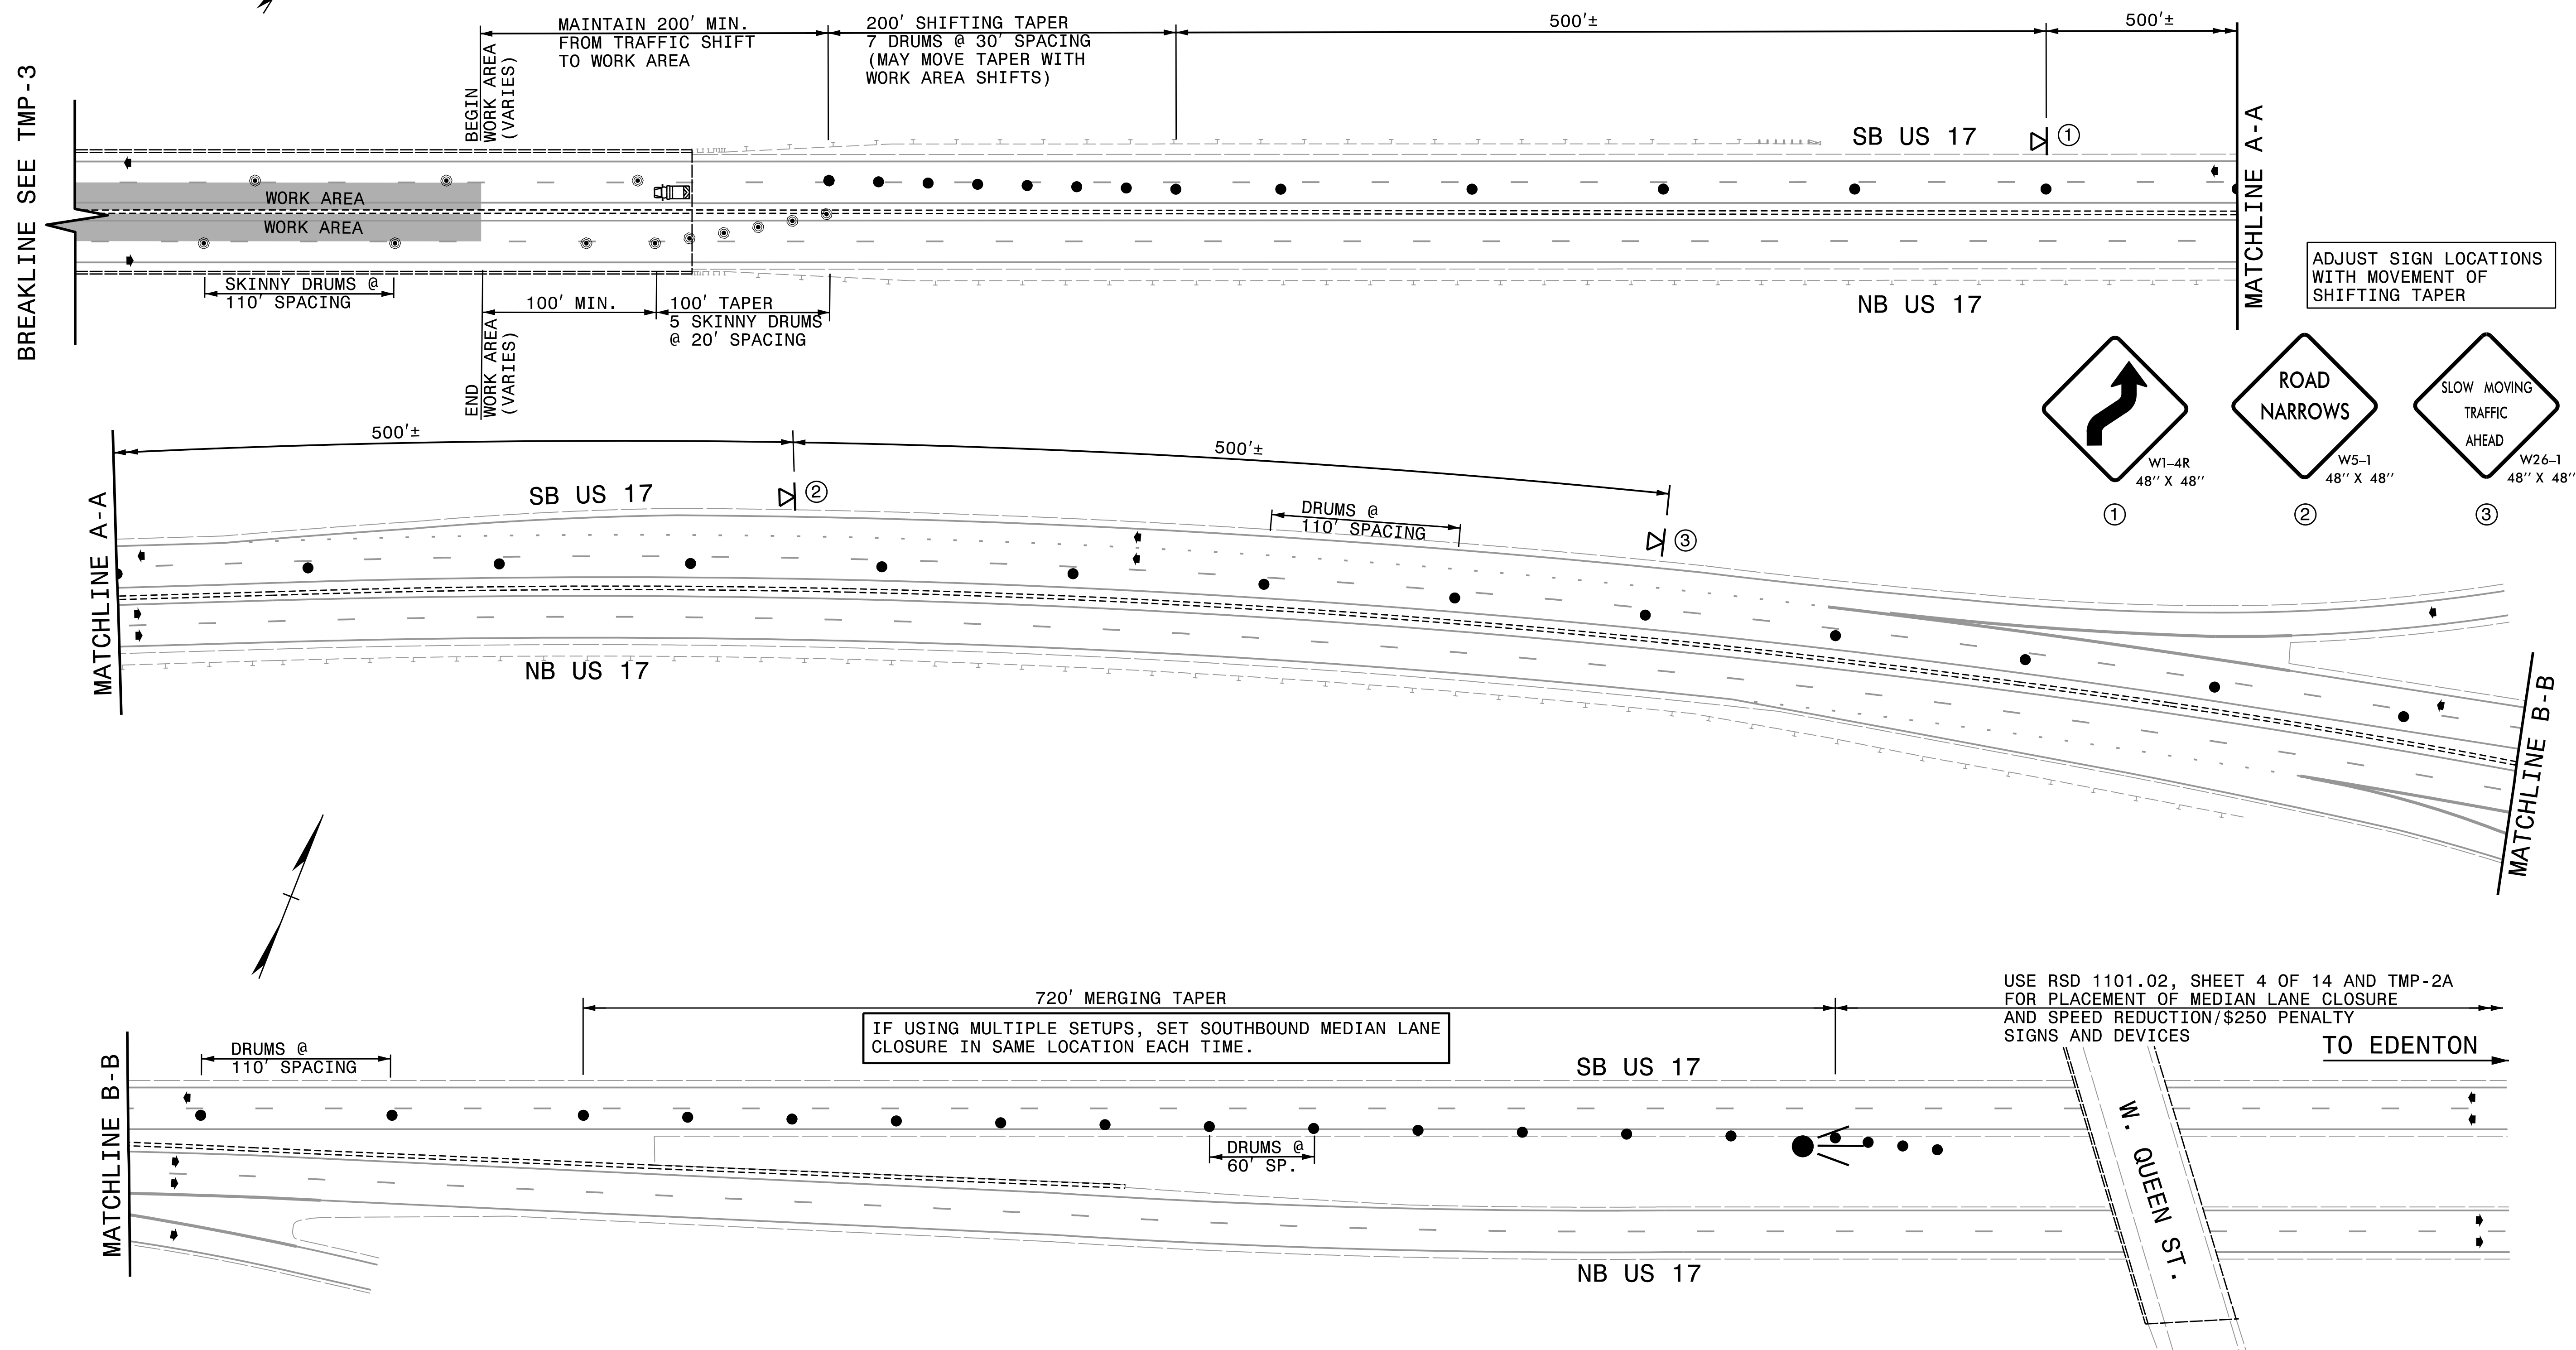 BREAKLINE SEE TMP-3
MAINTAIN 200' MIN.
FROM TRAFFIC SHIFT
TO WORK AREA
200' SHIFTING TAPER
7 DRUMS @ 30' SPACING
(MAY MOVE TAPER WITH
WORK AREA SHIFTS)
500'±
500'±
BEGIN
WORK AREA
(VARIES)
SB US 17
①
MATCHLINE A-A
WORK AREA
WORK AREA
SKINNY DRUMS @
110' SPACING
100' MIN.
100' TAPER
5 SKINNY DRUMS
@ 20' SPACING
END
WORK AREA
(VARIES)
NB US 17
ADJUST SIGN LOCATIONS
WITH MOVEMENT OF
SHIFTING TAPER
W1-4R
48'' X 48''
①
ROAD
NARROWS
W5-1
48'' X 48''
②
SLOW MOVING
TRAFFIC
AHEAD
W26-1
48'' X 48''
③
MATCHLINE A-A
500'±
500'±
SB US 17
②
DRUMS @
110' SPACING
③
NB US 17
MATCHLINE B-B
MATCHLINE B-B
DRUMS @
110' SPACING
720' MERGING TAPER
IF USING MULTIPLE SETUPS, SET SOUTHBOUND MEDIAN LANE
CLOSURE IN SAME LOCATION EACH TIME.
USE RSD 1101.02, SHEET 4 OF 14 AND TMP-2A
FOR PLACEMENT OF MEDIAN LANE CLOSURE
AND SPEED REDUCTION/$250 PENALTY
SIGNS AND DEVICES
TO EDENTON
SB US 17
DRUMS @
60' SP.
W. QUEEN ST.
NB US 17